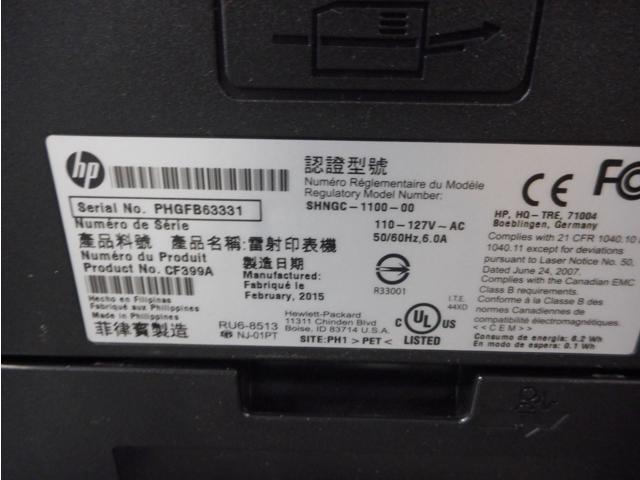 hp
認證型號
Numéro Réglementaire du Modèle
Regulatory Model Number:
SHNGC-1100-00
Serial No. PHGFB63331
Numéro de Série
產品料號 產品名稱:雷射印表機
Numéro du Produit
Product No. CF399A
製造日期
Manufactured:
Fabriqué le
February, 2015
110-127V~AC
50/60Hz,6.0A
R33001
Hecho en Filipinas
Fabriqué aux Philippines
Made in Philippines
菲律賓製造
RU6-8513
NJ-01PT
Hewlett-Packard
11311 Chinden Blvd
Boise, ID 83714 U.S.A.
SITE:PH1 > PET <
C UL US
LISTED
I.T.E.
44XD
CE FC
HP, HQ-TRE, 71004
Boeblingen, Germany
Complies with 21 CFR 1040.10
1040.11 except for deviations
pursuant to Laser Notice No. 50,
Dated June 24, 2007.
Complies with the Canadian EMC
Class B requirements.
Conforme à la Classe B des
normes Canadiennes de
compatibilité électromagnétiques.
<<CEM>>
Consumo de energía: 6.2 Wh
En modo de espera: 0.1 Wh